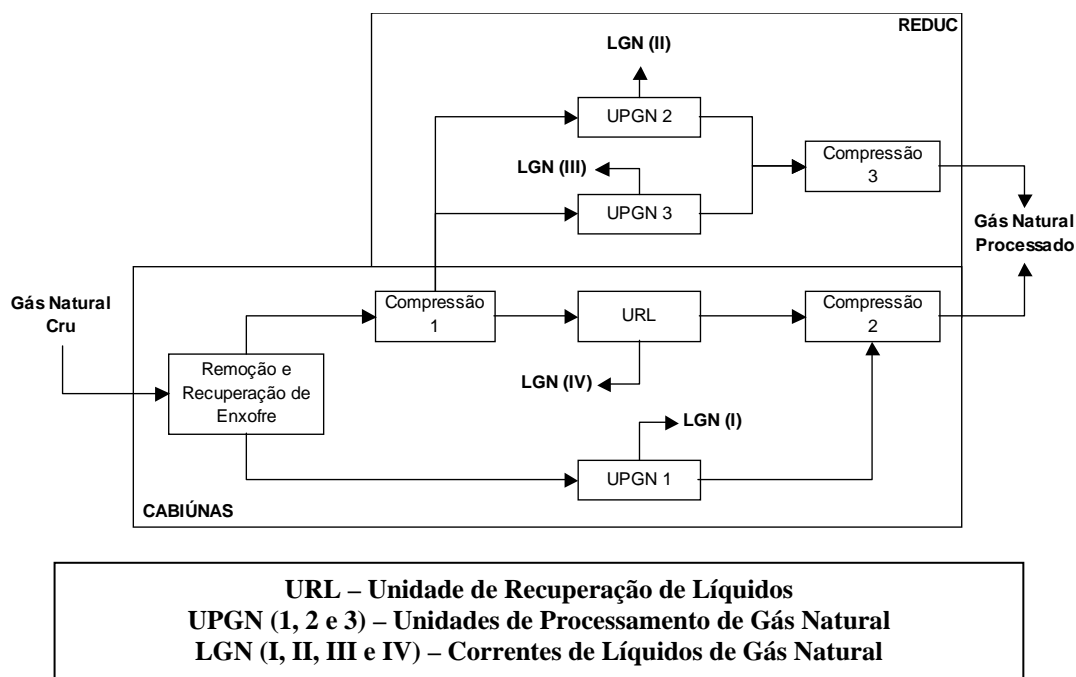 REDUC
LGN (II)
UPGN 2
LGN (III)
UPGN 3
Compressão
3
Gás Natural
Processado
Gás Natural
Cru
Remoção e
Recuperação de
Enxofre
Compressão
1
URL
Compressão
2
LGN (IV)
LGN (I)
UPGN 1
CABIÚNAS
URL – Unidade de Recuperação de Líquidos
UPGN (1, 2 e 3) – Unidades de Processamento de Gás Natural
LGN (I, II, III e IV) – Correntes de Líquidos de Gás Natural